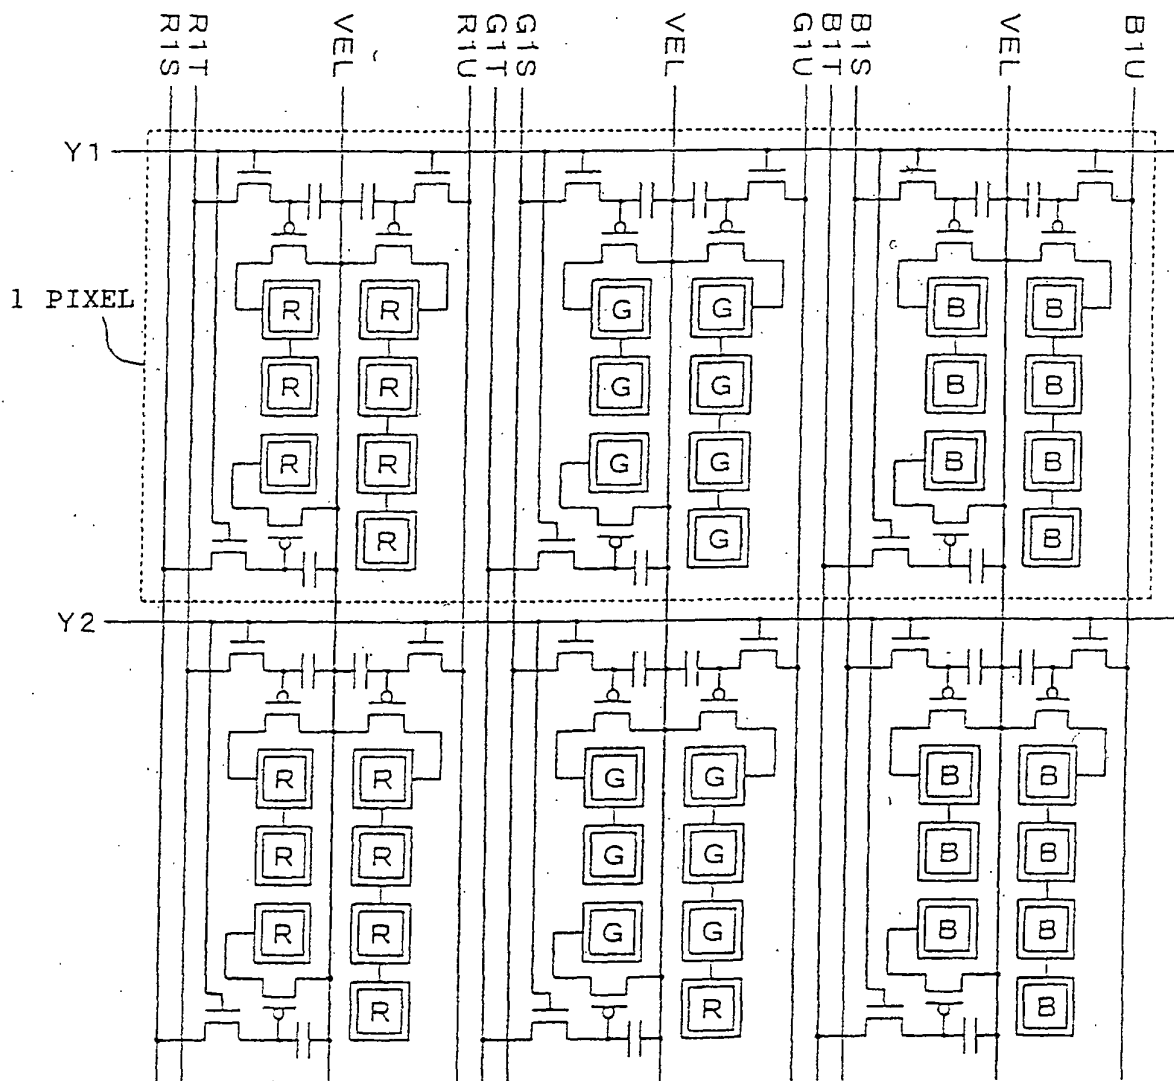 R1S R1T VEL R1U G1T G1S VEL G1U B1T B1S VEL B1U
Y1
R R G G B B
1 PIXEL
R R G G B B
R R G G B B
R G B
Y2
R R G G B B
R R G G B B
R R G G B B
R R B